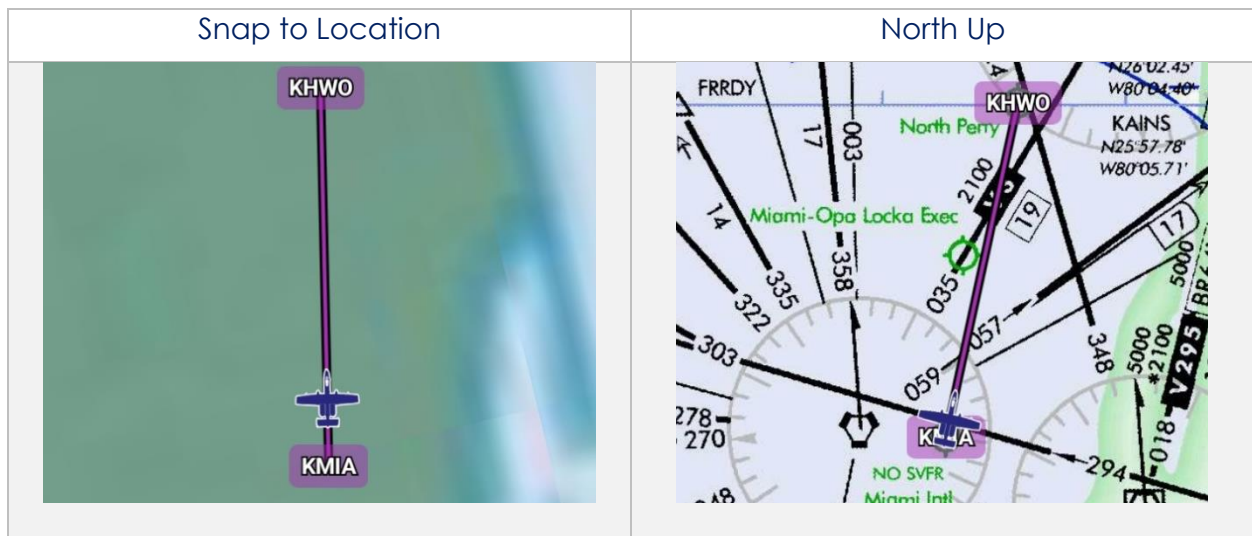 Snap to Location
North Up
KHWO
KMIA
FRRDY
N26°02.45'
W80°04.40'
KHWO
North Perry
KAINS
N25°57.78'
W80°05.71'
17
003
2100
19
14
Miami-Opa Locka Exec
17
358
335
322
035
5000
057
348
5000
*2100
V295
303
059
278
270
KMIA
018
294
NO SVFR
Miami Intl